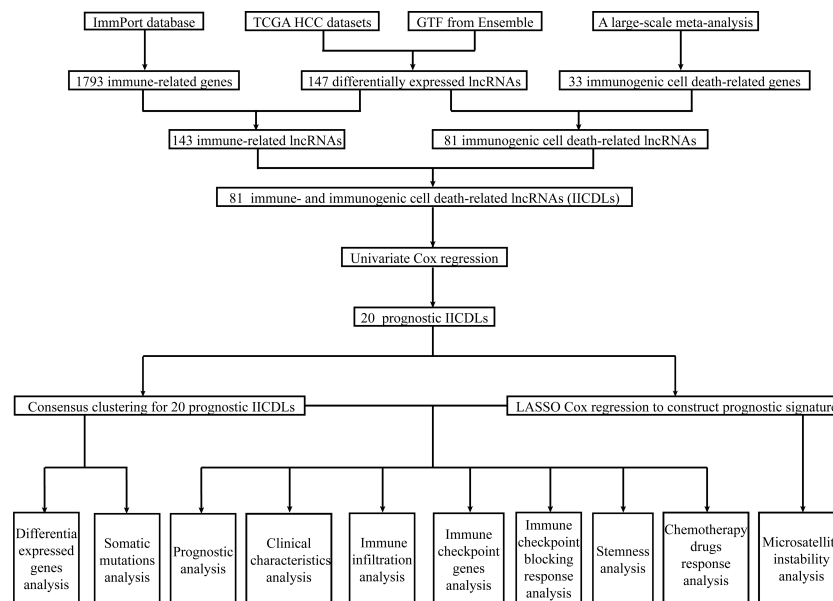 ImmPort database
TCGA HCC datasets
GTF from Ensemble
A large-scale meta-analysis
1793 immune-related genes
147 differentially expressed lncRNAs
33 immunogenic cell death-related genes
143 immune-related lncRNAs
81 immunogenic cell death-related lncRNAs
81 immune- and immunogenic cell death-related lncRNAs (IICDLs)
Univariate Cox regression
20 prognostic IICDLs
Consensus clustering for 20 prognostic IICDLs
LASSO Cox regression to construct prognostic signature
Differentia
expressed
genes
analysis
Somatic
mutations
analysis
Prognostic
analysis
Clinical
characteristics
analysis
Immune
infiltration
analysis
Immune
checkpoint
genes
analysis
Immune
checkpoint
blocking
response
analysis
Stemness
analysis
Chemotherapy
drugs
response
analysis
Microsatellit
instability
analysis